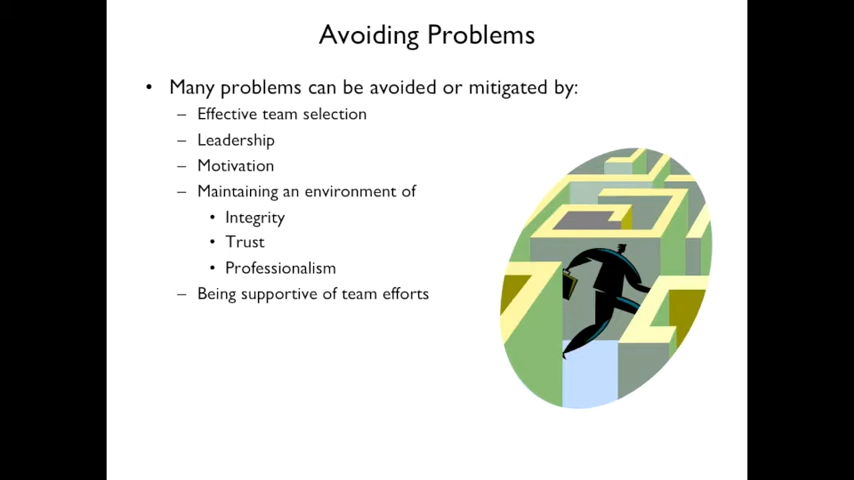 Avoiding Problems
• Many problems can be avoided or mitigated by:
– Effective team selection
– Leadership
– Motivation
– Maintaining an environment of
• Integrity
• Trust
• Professionalism
– Being supportive of team efforts